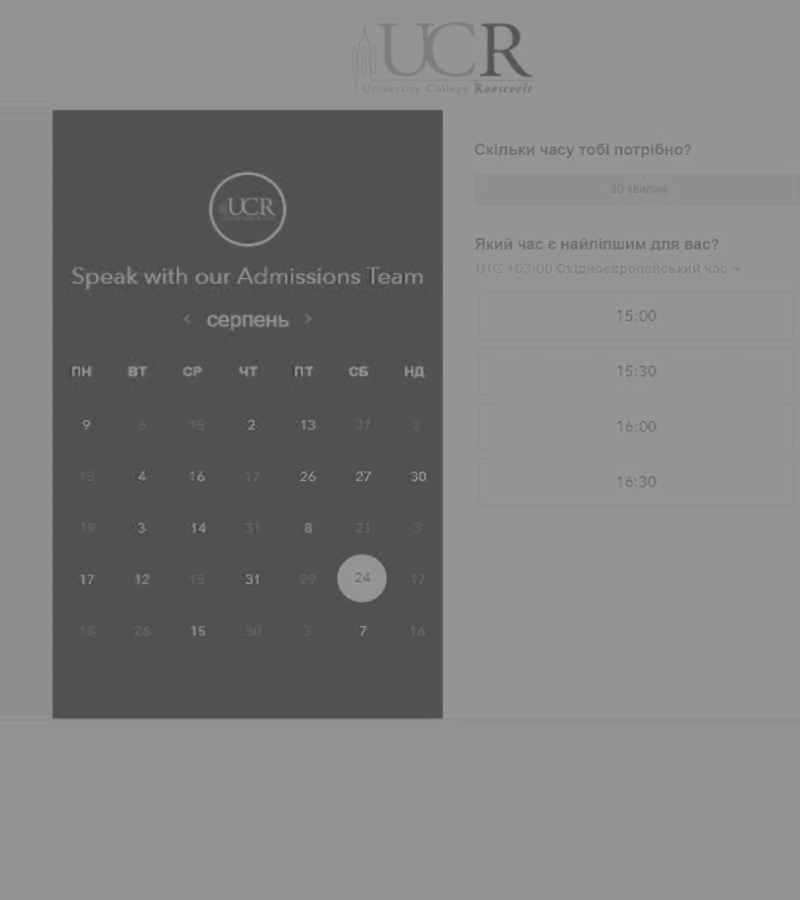 UCR
University College Roosevelt
UCR
Speak with our Admissions Team
< серпень >
ПН ВТ СР ЧТ ПТ СБ НД
9 6 15 2 13 27 2
15 4 16 17 26 27 30
19 3 14 31 8 21 3
17 12 15 31 29 24 17
18 26 15 30 3 7 16
Скільки часу тобі потрібно?
30 хвилин
Який час є найліпшим для вас?
UTC +03:00 Східноєвропейський час
15:00
15:30
16:00
16:30